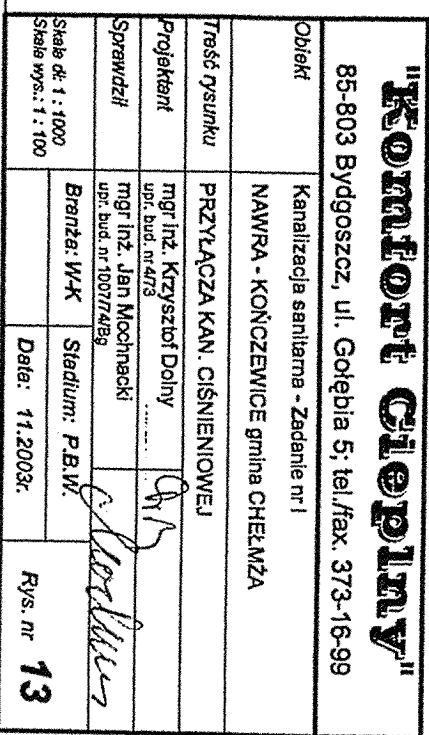 "Komfort Cieplny"
85-803 Bydgoszcz, ul. Gołębia 5; tel./fax. 373-16-99
Obiekt
Kanalizacja sanitarna - Zadanie nr I
NAWRA - KOŃCZEWICE gmina CHEŁMŻA
Treść rysunku
PRZYŁĄCZA KAN. CIŚNIENIOWEJ
Projektant
mgr inż. Krzysztof Dolny
upr. bud. nr 4/73
Sprawdził
mgr inż. Jan Mochnacki
upr. bud. nr 1007/74/Bg
Skala dł: 1 : 1000
Skala wys.: 1 : 100
Branża: W-K
Stadium: P.B.W.
Data: 11.2003r.
Rys. nr 13